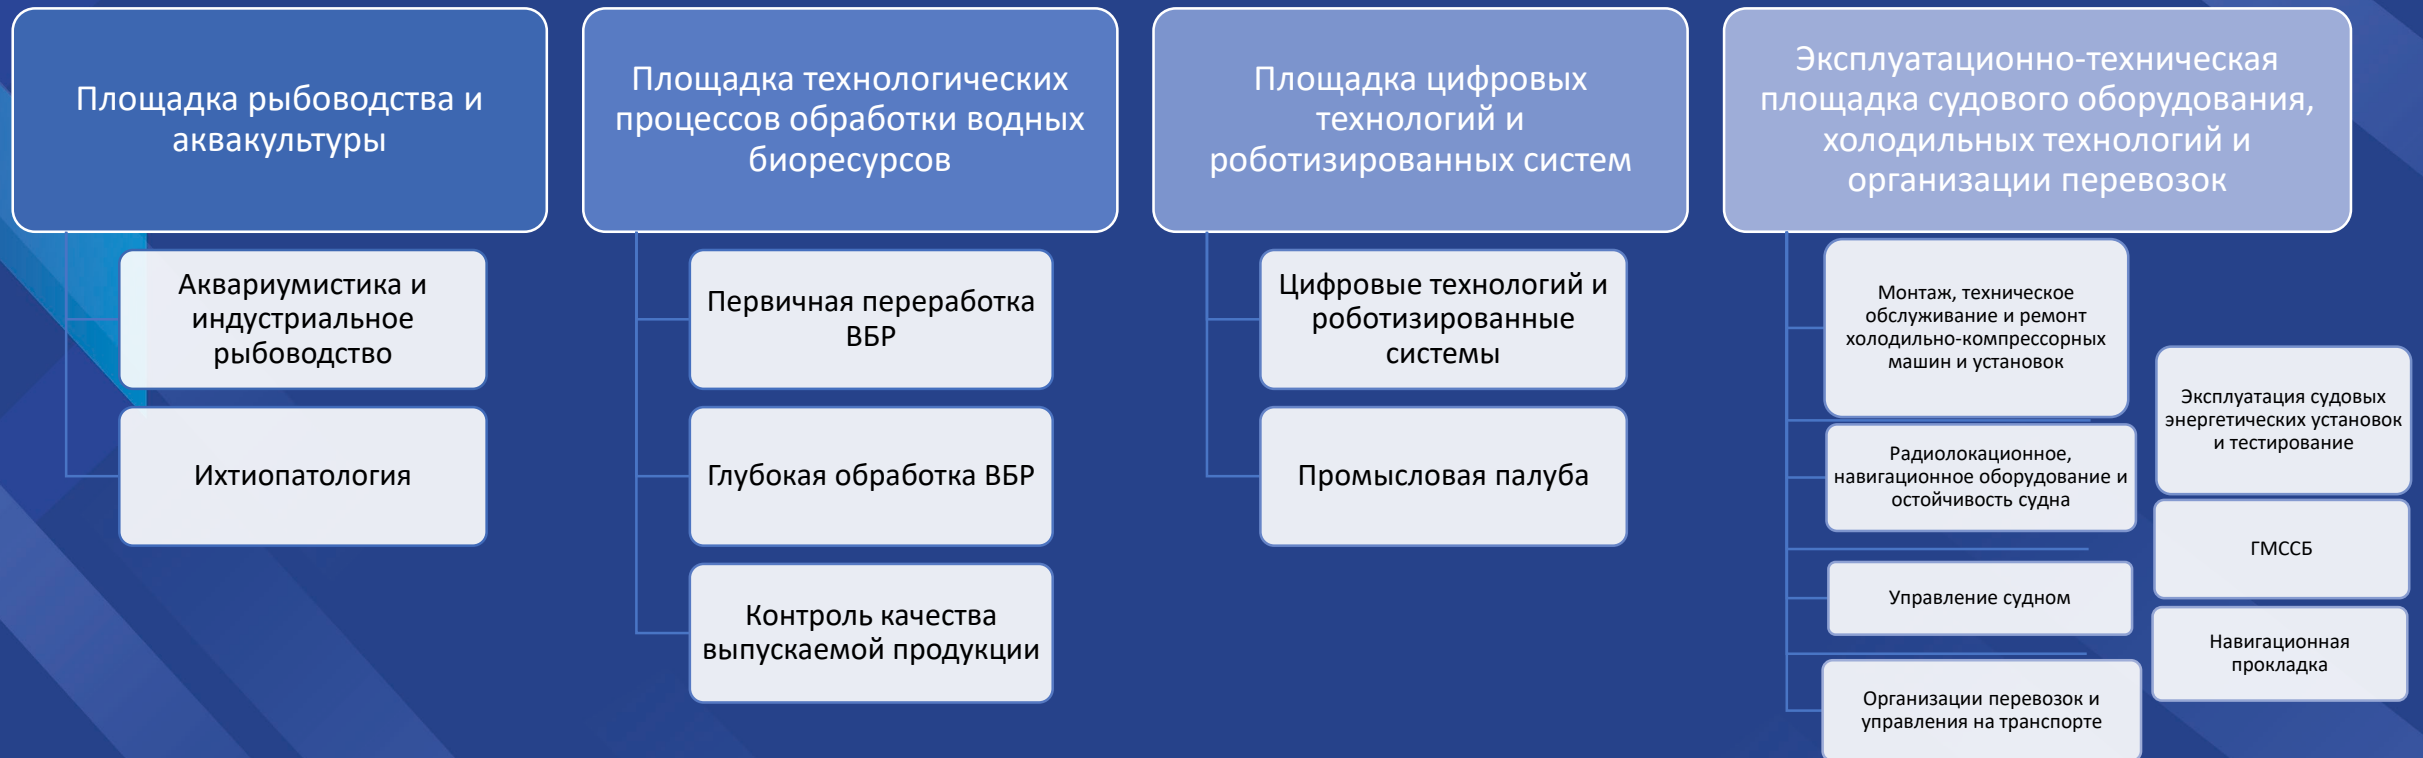 Площадка рыбоводства и
аквакультуры
Аквариумистика и
индустриальное
рыбоводство
Ихтиопатология
Площадка технологических
процессов обработки водных
биоресурсов
Первичная переработка
ВБР
Глубокая обработка ВБР
Контроль качества
выпускаемой продукции
Площадка цифровых
технологий и
роботизированных систем
Цифровые технологий и
роботизированные
системы
Промысловая палуба
Эксплуатационно-техническая
площадка судового оборудования,
холодильных технологий и
организации перевозок
Монтаж, техническое
обслуживание и ремонт
холодильно-компрессорных
машин и установок
Эксплуатация судовых
энергетических установок
и тестирование
Радиолокационное,
навигационное оборудование и
остойчивость судна
ГМССБ
Управление судном
Навигационная
прокладка
Организации перевозок и
управления на транспорте